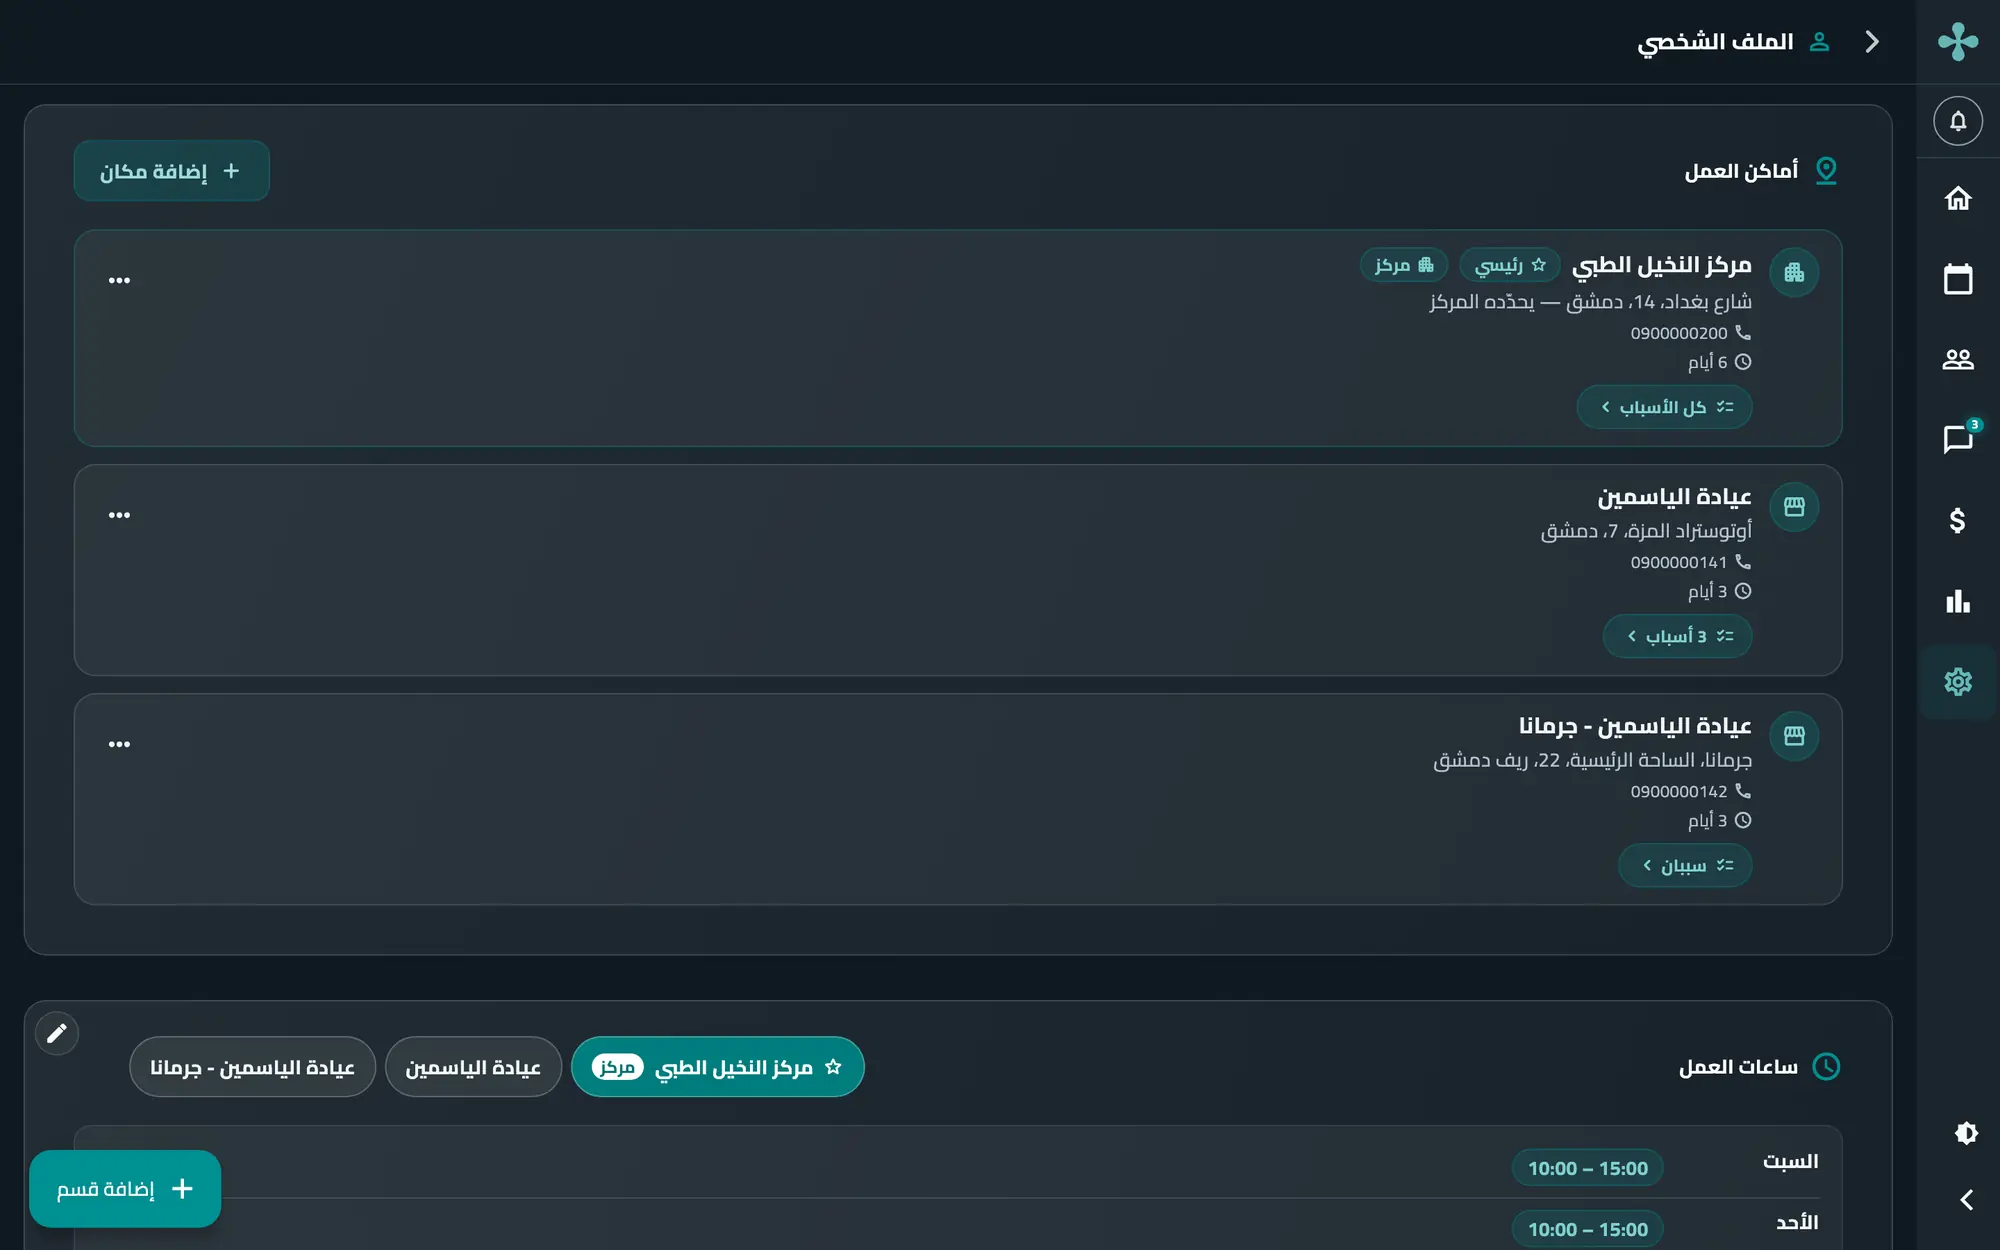 الملف الشخصي
3
أماكن العمل
إضافة مكان
مركز النخيل الطبي رئيسي مركز
شارع بغداد، 14، دمشق — يحدّده المركز
0900000200
6 أيام
كل الأسباب
عيادة الياسمين
أوتوستراد المزة، 7، دمشق
0900000141
3 أيام
3 أسباب
عيادة الياسمين - جرمانا
جرمانا، الساحة الرئيسية، 22، ريف دمشق
0900000142
3 أيام
سببان
ساعات العمل
مركز النخيل الطبي مركز
عيادة الياسمين
عيادة الياسمين - جرمانا
السبت 10:00 – 15:00
الأحد 10:00 – 15:00
إضافة قسم